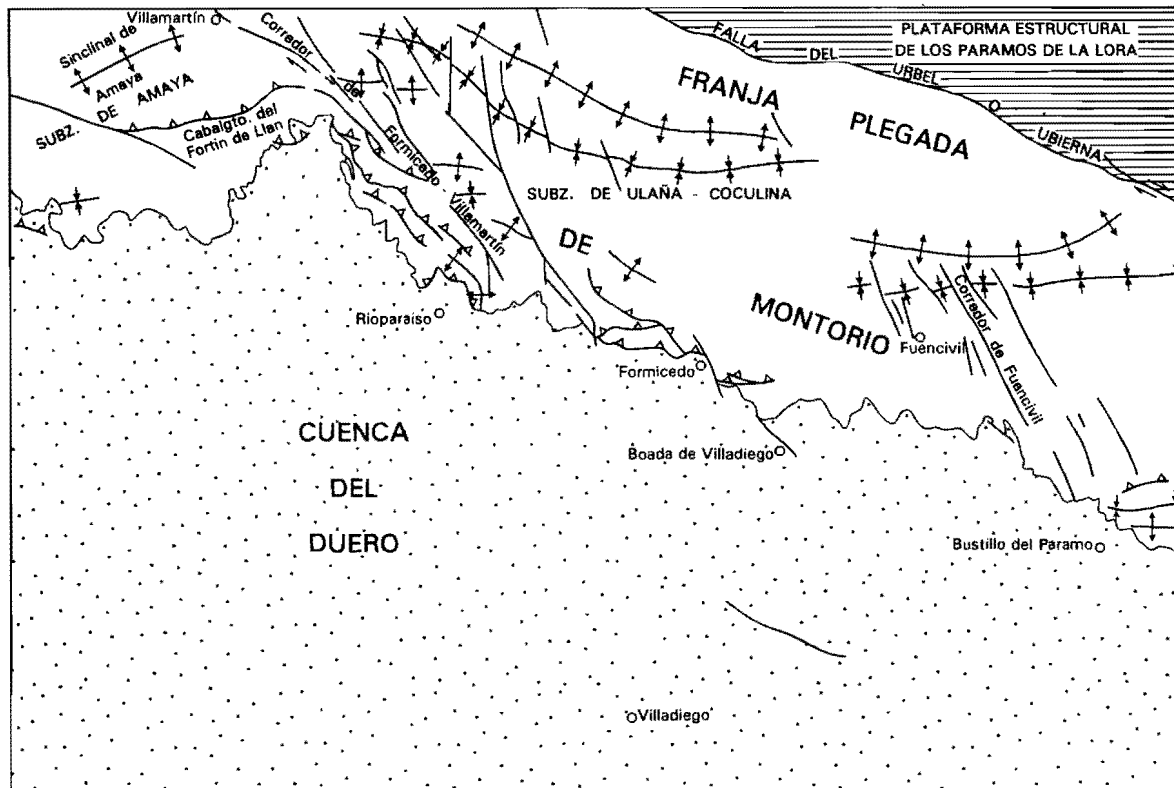 Villamartín
Sinclinal de
Amaya
SUBZ. DE AMAYA
Cabalgto. del
Fortin de Llan
Corredor del
Formicedo
Villamartín
FALLA DEL URBEL
UBIERNA
PLATAFORMA ESTRUCTURAL
DE LOS PARAMOS DE LA LORA
FRANJA
PLEGADA
SUBZ. DE ULAÑA - COCULINA
DE
MONTORIO
Rioparaíso
Formicedo
Fuencivil
Corredor de Fuencivil
Boada de Villadiego
CUENCA
DEL
DUERO
Bustillo del Paramo
Villadiego